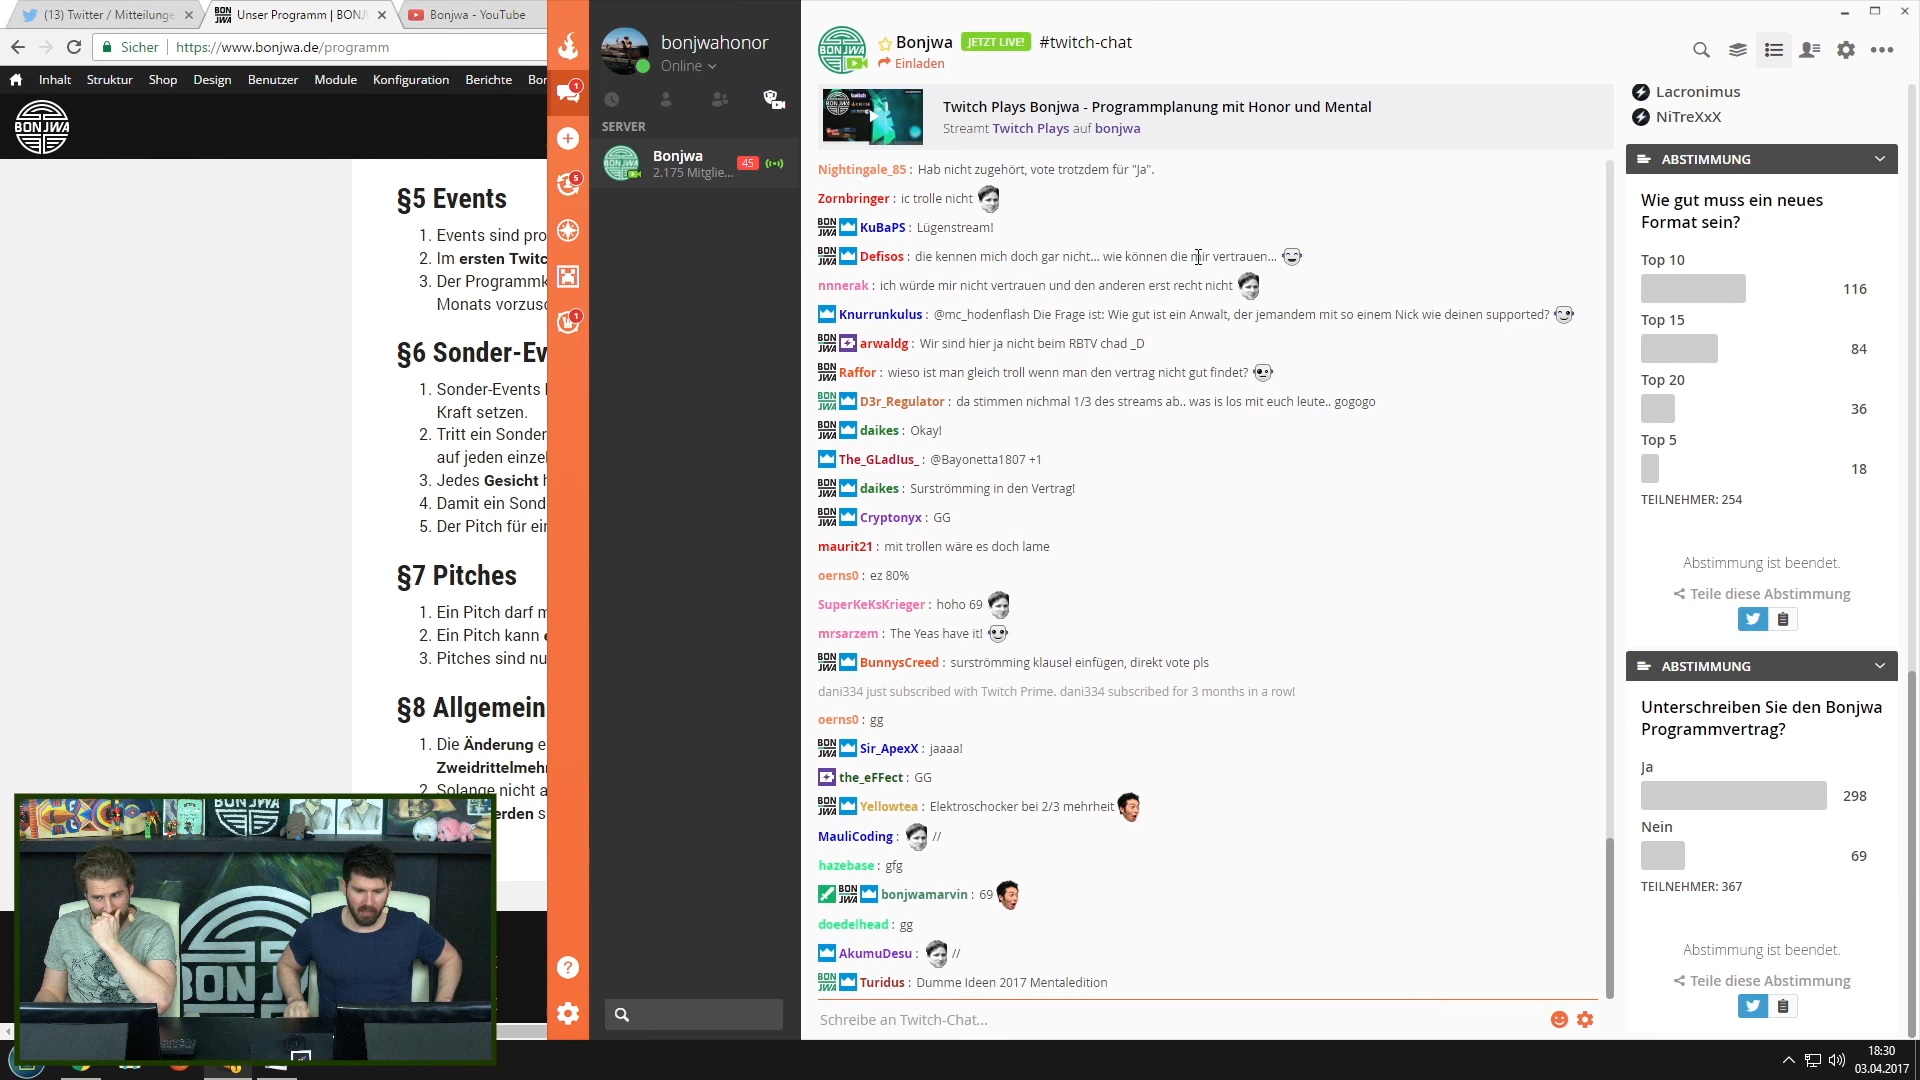 (13) Twitter / Mitteilunge
Unser Programm | BONJW
Bonjwa - YouTube
Sicher
https://www.bonjwa.de/programm
Inhalt Struktur Shop Design Benutzer Module Konfiguration Berichte Bon
BONJWA
§5 Events
1. Events sind pro
2. Im ersten Twitc
3. Der Programmk
Monats vorzusc
§6 Sonder-Ev
1. Sonder-Events
Kraft setzen.
2. Tritt ein Sonder
auf jeden einzel
3. Jedes Gesicht h
4. Damit ein Sond
5. Der Pitch für ein
§7 Pitches
1. Ein Pitch darf m
2. Ein Pitch kann e
3. Pitches sind nu
§8 Allgemein
1. Die Änderung e
Zweidrittelmehr
2. Solange nicht a
erden s
bonjwahonor
Online
SERVER
Bonjwa
2.175 Mitglie...
45
Bonjwa JETZT LIVE! #twitch-chat
Einladen
Twitch Plays Bonjwa - Programmplanung mit Honor und Mental
Streamt Twitch Plays auf bonjwa
Nightingale_85 : Hab nicht zugehört, vote trotzdem für "Ja".
Zornbringer : ic trolle nicht
KuBaPS : Lügenstream!
Defisos : die kennen mich doch gar nicht... wie können die mir vertrauen...
nnnerak : ich würde mir nicht vertrauen und den anderen erst recht nicht
Knurrunkulus : @mc_hodenflash Die Frage ist: Wie gut ist ein Anwalt, der jemandem mit so einem Nick wie deinen supported?
arwaldg : Wir sind hier ja nicht beim RBTV chad _D
Raffor : wieso ist man gleich troll wenn man den vertrag nicht gut findet?
D3r_Regulator : da stimmen nichmal 1/3 des streams ab.. was is los mit euch leute.. gogogo
daikes : Okay!
The_GLadIus_ : @Bayonetta1807 +1
daikes : Surströmming in den Vertrag!
Cryptonyx : GG
maurit21 : mit trollen wäre es doch lame
oerns0 : ez 80%
SuperKeKsKrieger : hoho 69
mrsarzem : The Yeas have it!
BunnysCreed : surströmming klausel einfügen, direkt vote pls
dani334 just subscribed with Twitch Prime. dani334 subscribed for 3 months in a row!
oerns0 : gg
Sir_ApexX : jaaaa!
the_eFFect : GG
Yellowtea : Elektroschocker bei 2/3 mehrheit
MauliCoding : //
hazebase : gfg
bonjwamarvin : 69
doedelhead : gg
AkumuDesu : //
Turidus : Dumme Ideen 2017 Mentaledition
Schreibe an Twitch-Chat...
Lacronimus
NiTreXxX
ABSTIMMUNG
Wie gut muss ein neues
Format sein?
Top 10
116
Top 15
84
Top 20
36
Top 5
18
TEILNEHMER: 254
Abstimmung ist beendet.
Teile diese Abstimmung
ABSTIMMUNG
Unterschreiben Sie den Bonjwa
Programmvertrag?
Ja
298
Nein
69
TEILNEHMER: 367
Abstimmung ist beendet.
Teile diese Abstimmung
18:30
03.04.2017